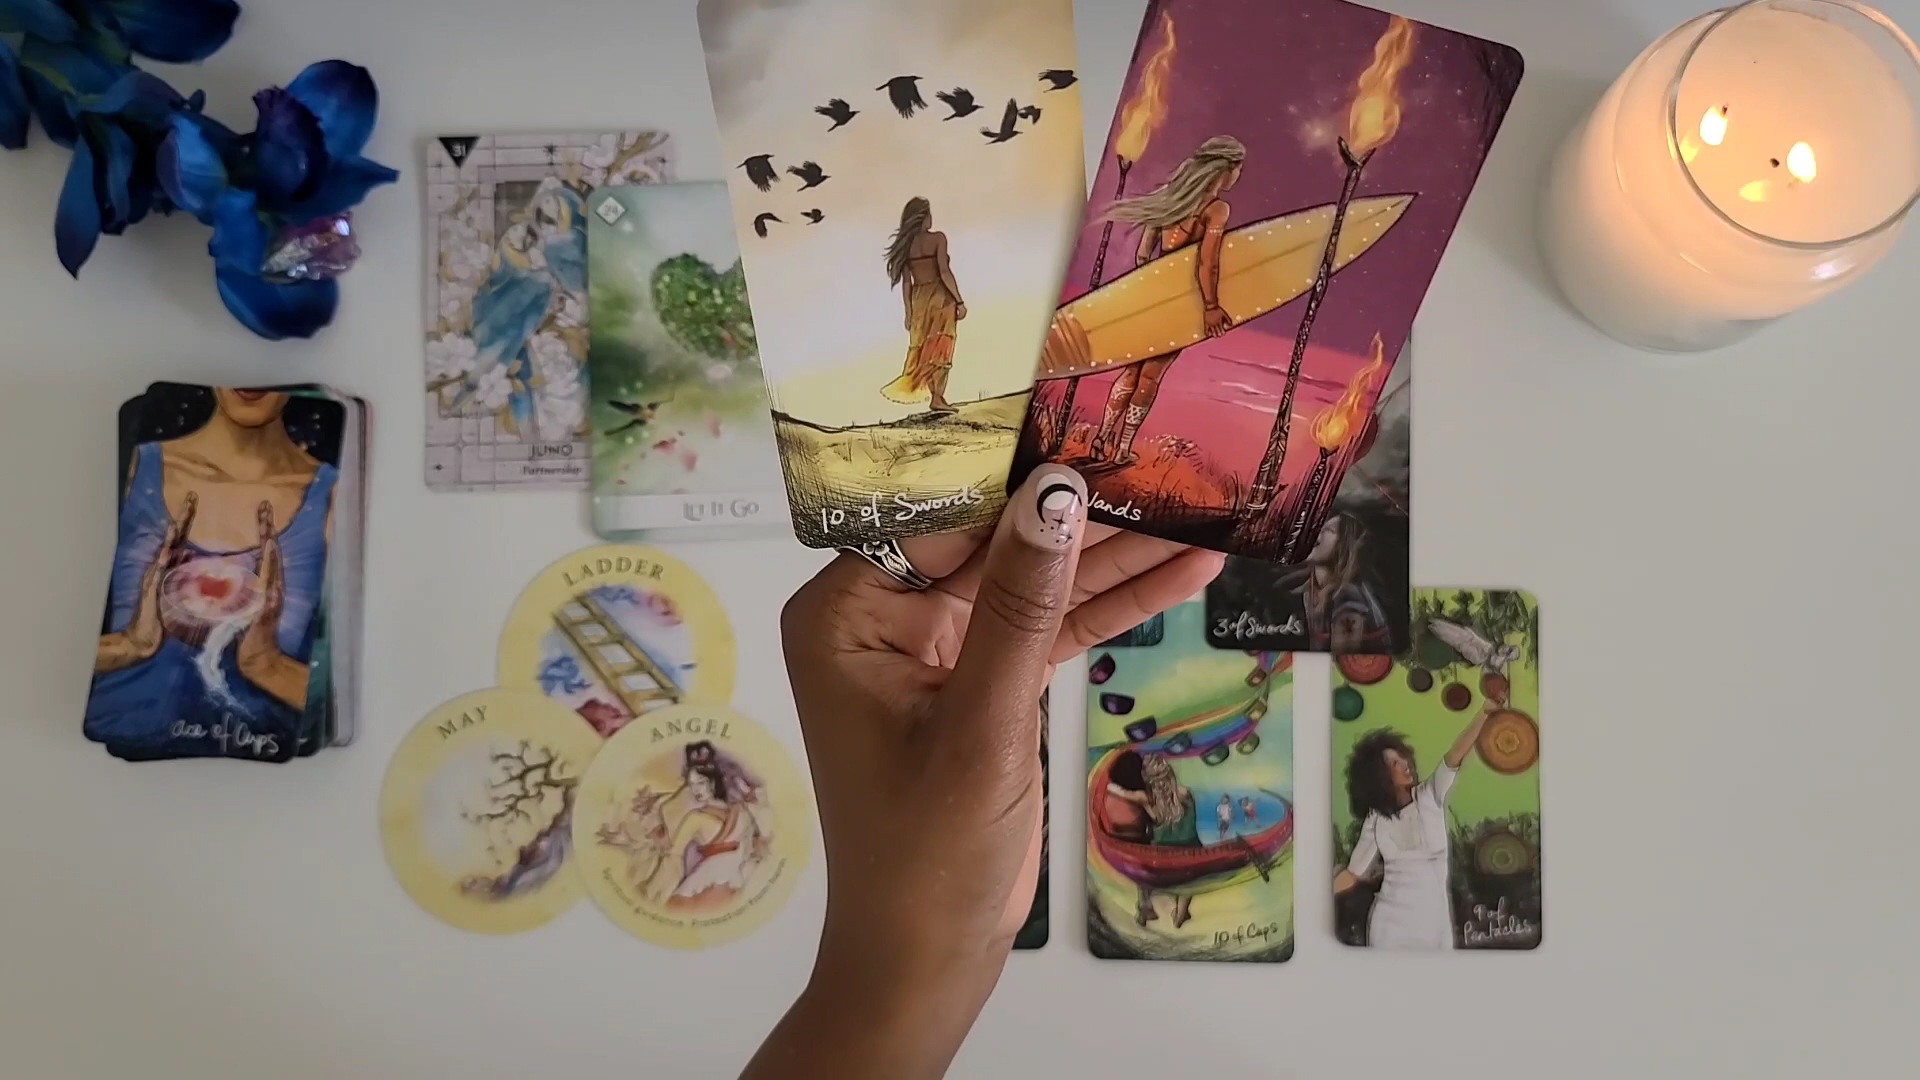 31
JUNO
Partnership
24
LET IT GO
10 of Swords
Wands
3 of Swords
LADDER
MAY
ANGEL
ace of Cups
10 of Cups
9 of
Pentacles